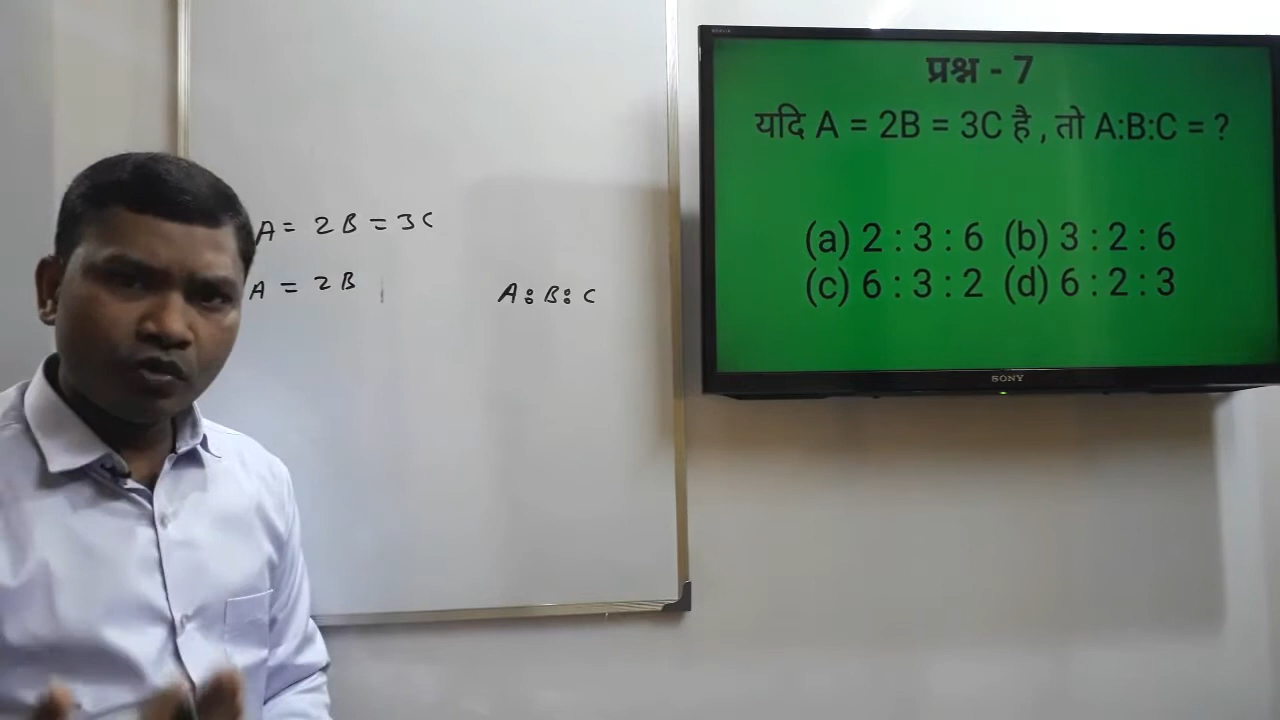 A = 2B = 3C
A = 2B
A : B : C
प्रश्न - 7
यदि A = 2B = 3C है , तो A:B:C = ?
(a) 2 : 3 : 6 (b) 3 : 2 : 6
(c) 6 : 3 : 2 (d) 6 : 2 : 3
SONY